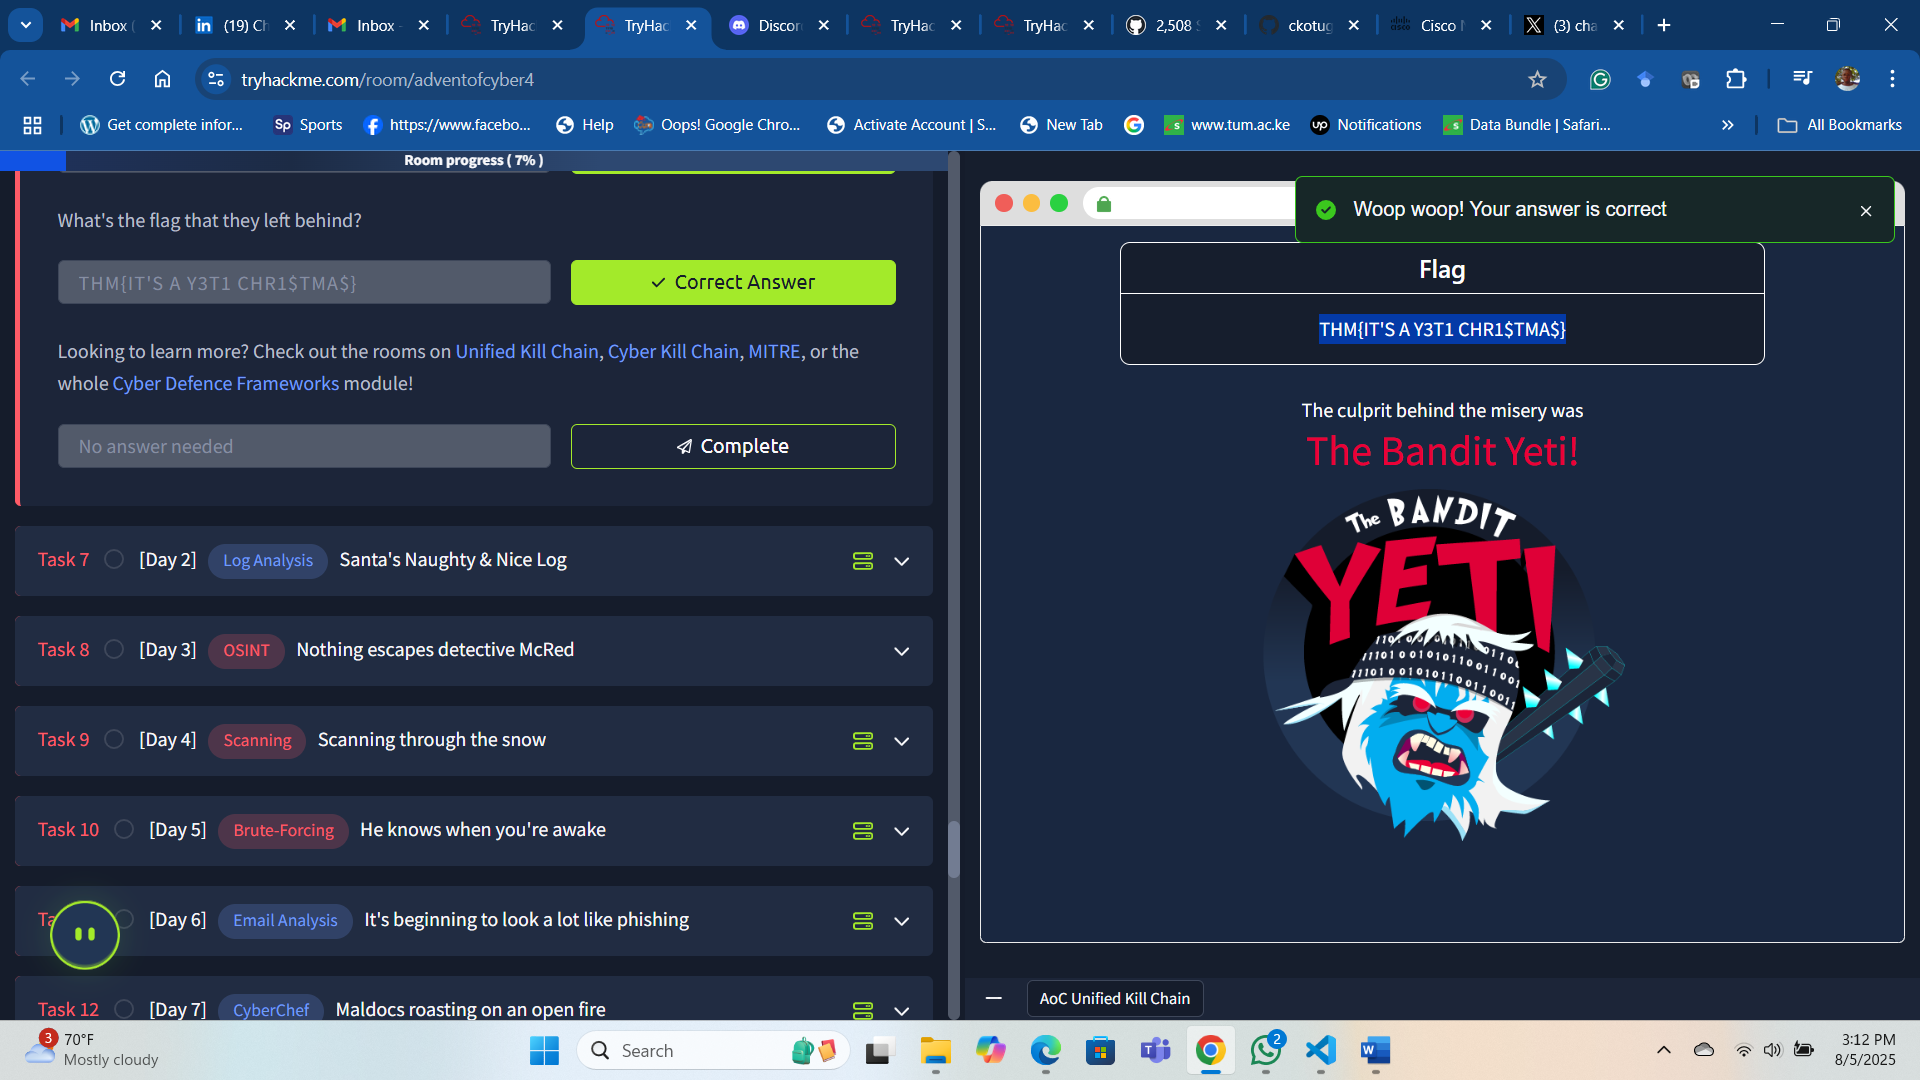 Inbox (
(19) Ch
Inbox -
TryHac
TryHac
Discor
TryHac
TryHac
2,508 S
ckotug
Cisco N
(3) cha
tryhackme.com/room/adventofcyber4
Get complete infor...
Sports
https://www.facebo...
Help
Oops! Google Chro...
Activate Account | S...
New Tab
www.tum.ac.ke
Notifications
Data Bundle | Safari...
All Bookmarks
Room progress ( 7% )
What's the flag that they left behind?
THM{IT'S A Y3T1 CHR1$TMA$}
Correct Answer
Looking to learn more? Check out the rooms on Unified Kill Chain, Cyber Kill Chain, MITRE, or the
whole Cyber Defence Frameworks module!
No answer needed
Complete
Task 7 [Day 2] Log Analysis Santa's Naughty & Nice Log
Task 8 [Day 3] OSINT Nothing escapes detective McRed
Task 9 [Day 4] Scanning Scanning through the snow
Task 10 [Day 5] Brute-Forcing He knows when you're awake
Ta [Day 6] Email Analysis It's beginning to look a lot like phishing
Task 12 [Day 7] CyberChef Maldocs roasting on an open fire
Woop woop! Your answer is correct
Flag
THM{IT'S A Y3T1 CHR1$TMA$}
The culprit behind the misery was
The Bandit Yeti!
The BANDIT
YETI
AoC Unified Kill Chain
3
70°F
Mostly cloudy
Search
2
3:12 PM
8/5/2025